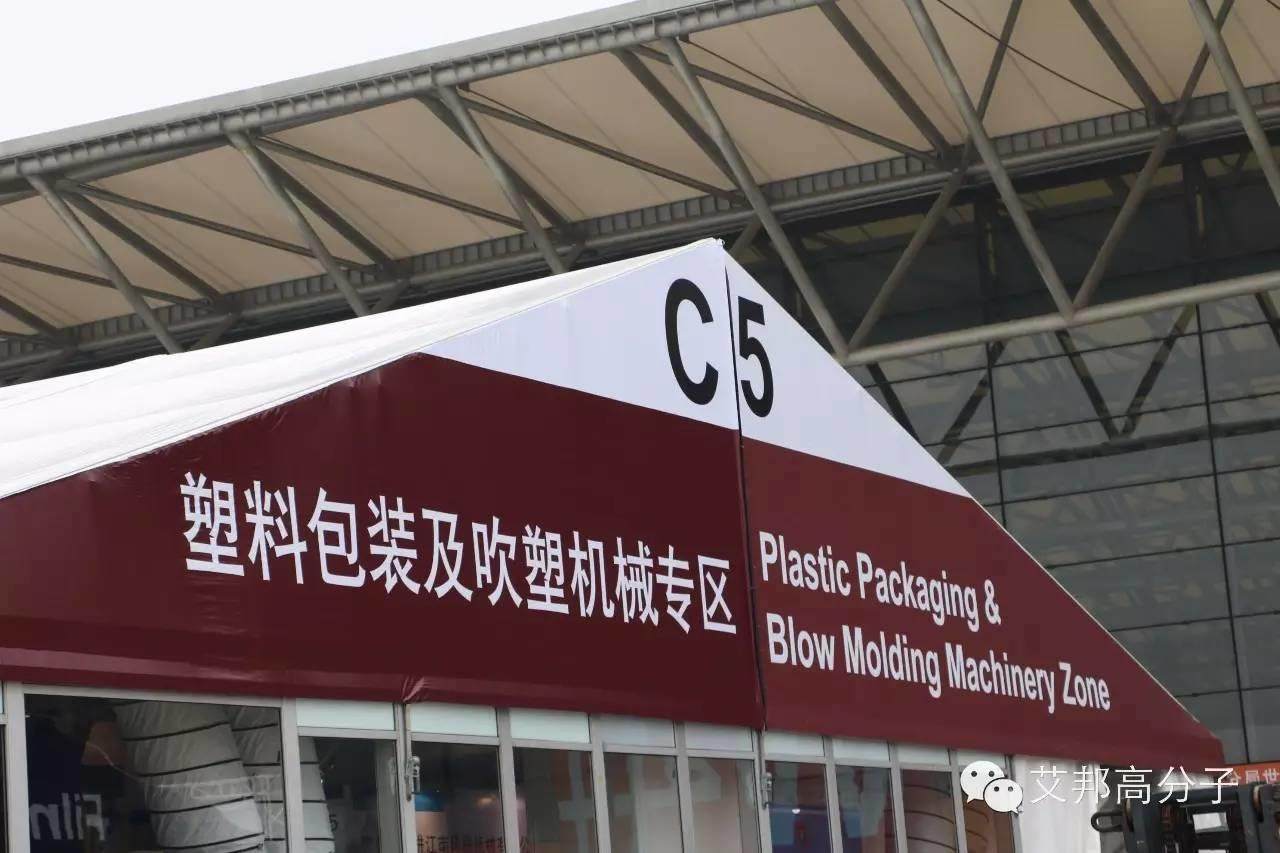 C5
塑料包装及吹塑机械专区
Plastic Packaging &
Blow Molding Machinery Zone
Film
艾邦高分子